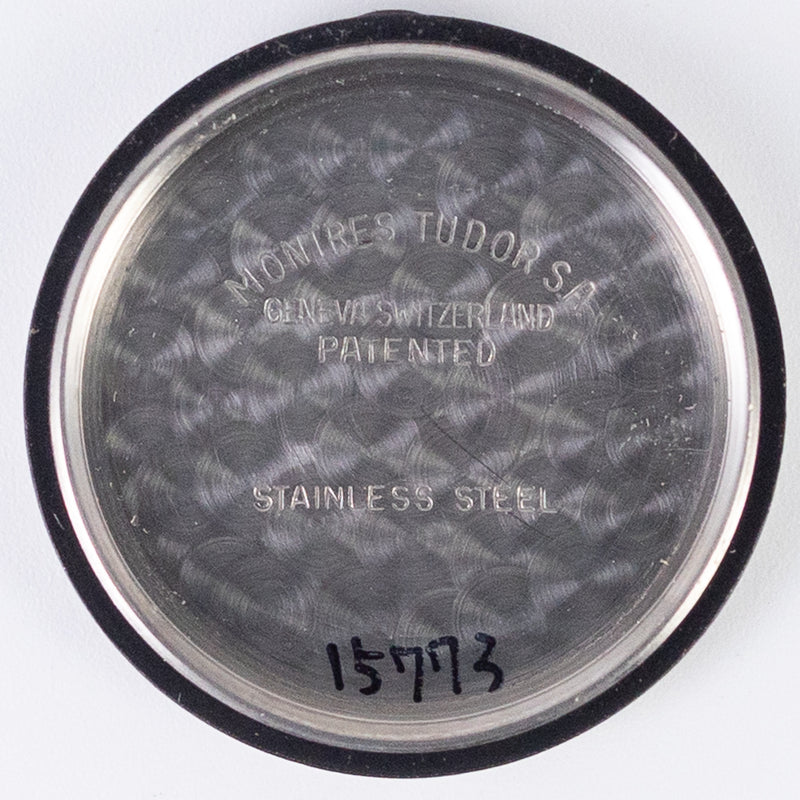 MONTRES TUDOR SA
GENEVA SWITZERLAND
PATENTED
STAINLESS STEEL
15773